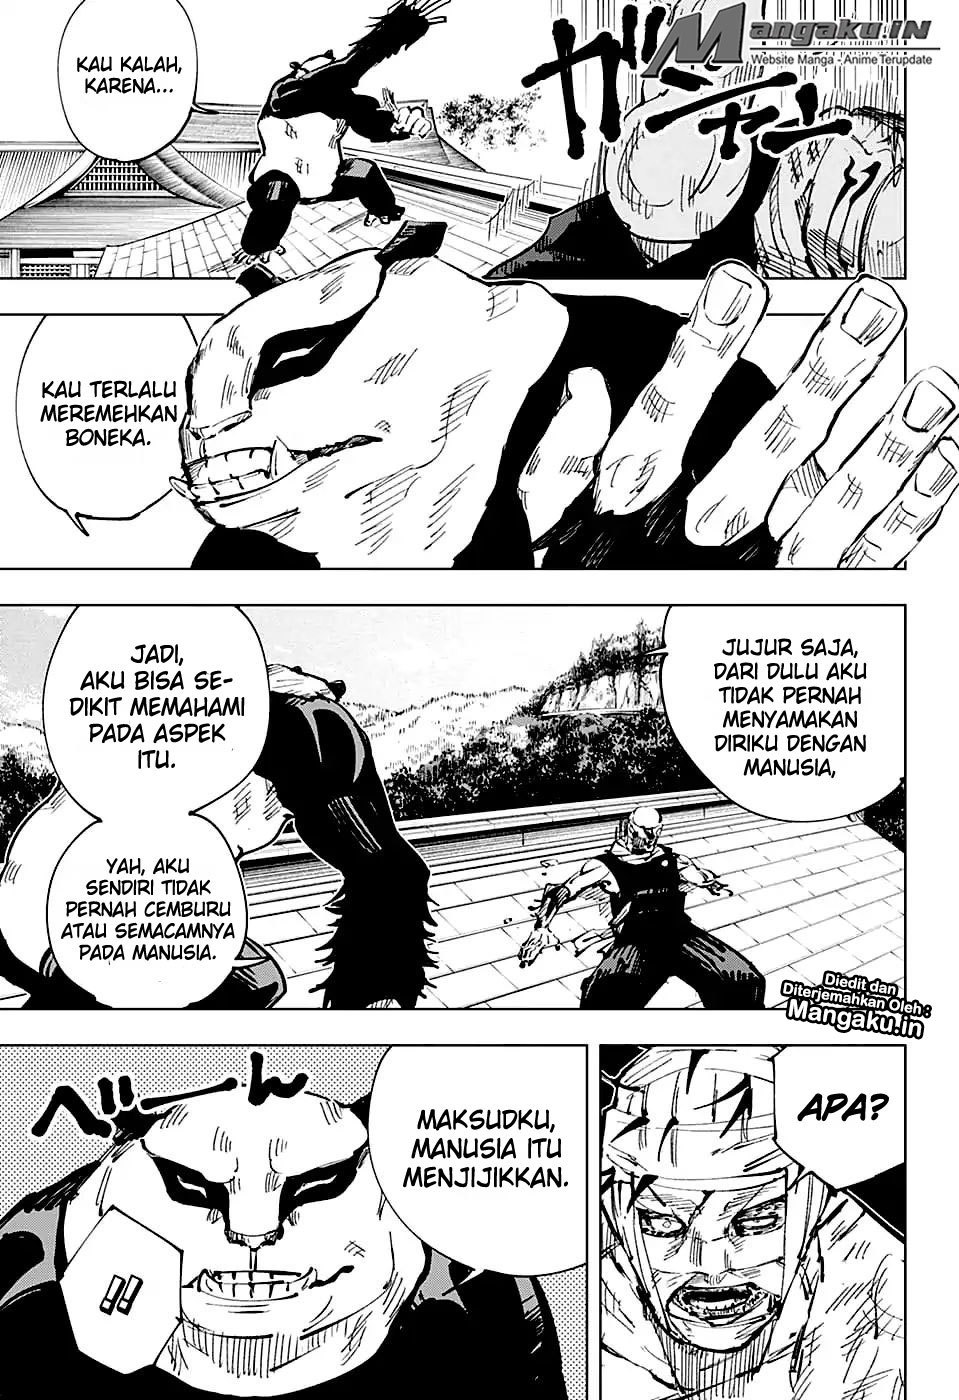 KAU KALAH,
KARENA...
Mangaku.iN
Website Manga - Anime Terupdate
KAU TERLALU
MEREMEHKAN
BONEKA.
JUJUR SAJA,
DARI DULU AKU
TIDAK PERNAH
MENYAMAKAN
DIRIKU DENGAN
MANUSIA,
JADI,
AKU BISA SE-
DIKIT MEMAHAMI
PADA ASPEK
ITU.
YAH, AKU
SENDIRI TIDAK
PERNAH CEMBURU
ATAU SEMACAMNYA
PADA MANUSIA.
Diedit dan
Diterjemahkan Oleh :
Mangaku.in
APA?
MAKSUDKU,
MANUSIA ITU
MENJIJIKKAN.
べーん
!!